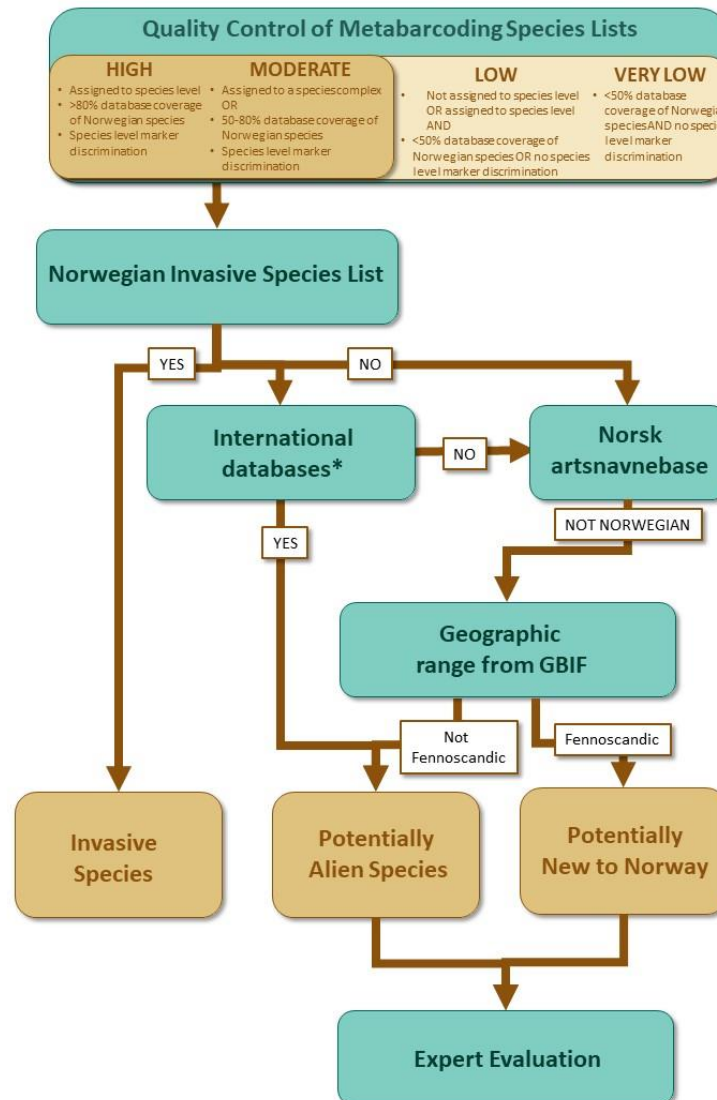 Quality Control of Metabarcoding Species Lists
HIGH
• Assigned to species level
• >80% database coverage
of Norwegian species
• Species level marker
discrimination
MODERATE
• Assigned to a species complex
OR
• 50-80% database coverage of
Norwegian species
• Species level marker
discrimination
LOW
• Not assigned to species level
OR assigned to species level
AND
• <50% database coverage of
Norwegian species OR no species
level marker discrimination
VERY LOW
• <50% database
coverage of
species AND no
level marker
discrimination
Norwegian Invasive Species List
YES
NO
International
databases*
NO
Norsk
artsnavnebase
YES
NOT NORWEGIAN
Geographic
range from GBIF
Not
Fennoscandic
Fennoscandic
Invasive
Species
Potentially
Alien Species
Potentially
New to Norway
Expert Evaluation